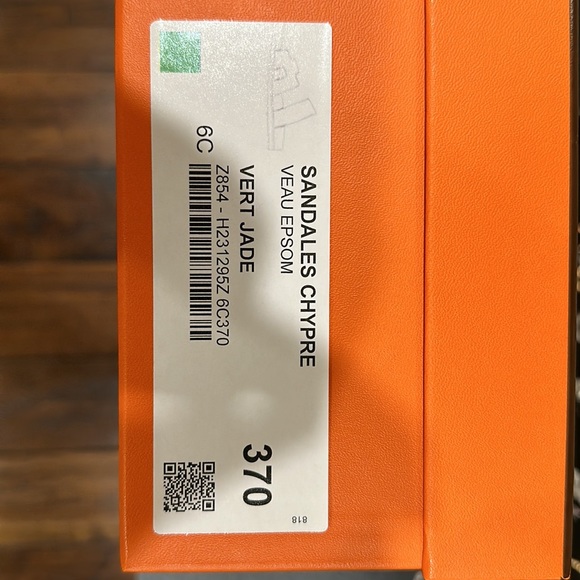 SANDALES CHYPRE
VEAU EPSOM
VERT JADE
370
Z854 - H231295Z 6C370
6C
818